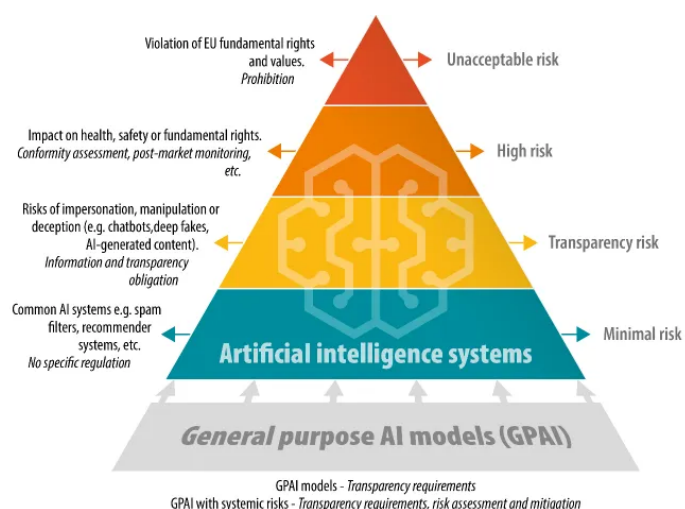 Violation of EU fundamental rights
and values.
Prohibition
Unacceptable risk
Impact on health, safety or fundamental rights.
Conformity assessment, post-market monitoring,
etc.
High risk
Risks of impersonation, manipulation or
deception (e.g. chatbots,deep fakes,
AI-generated content).
Information and transparency
obligation
Transparency risk
Common AI systems e.g. spam
filters, recommender
systems, etc.
No specific regulation
Minimal risk
Artificial intelligence systems
General purpose AI models (GPAI)
GPAI models - Transparency requirements
GPAI with systemic risks - Transparency requirements, risk assessment and mitigation